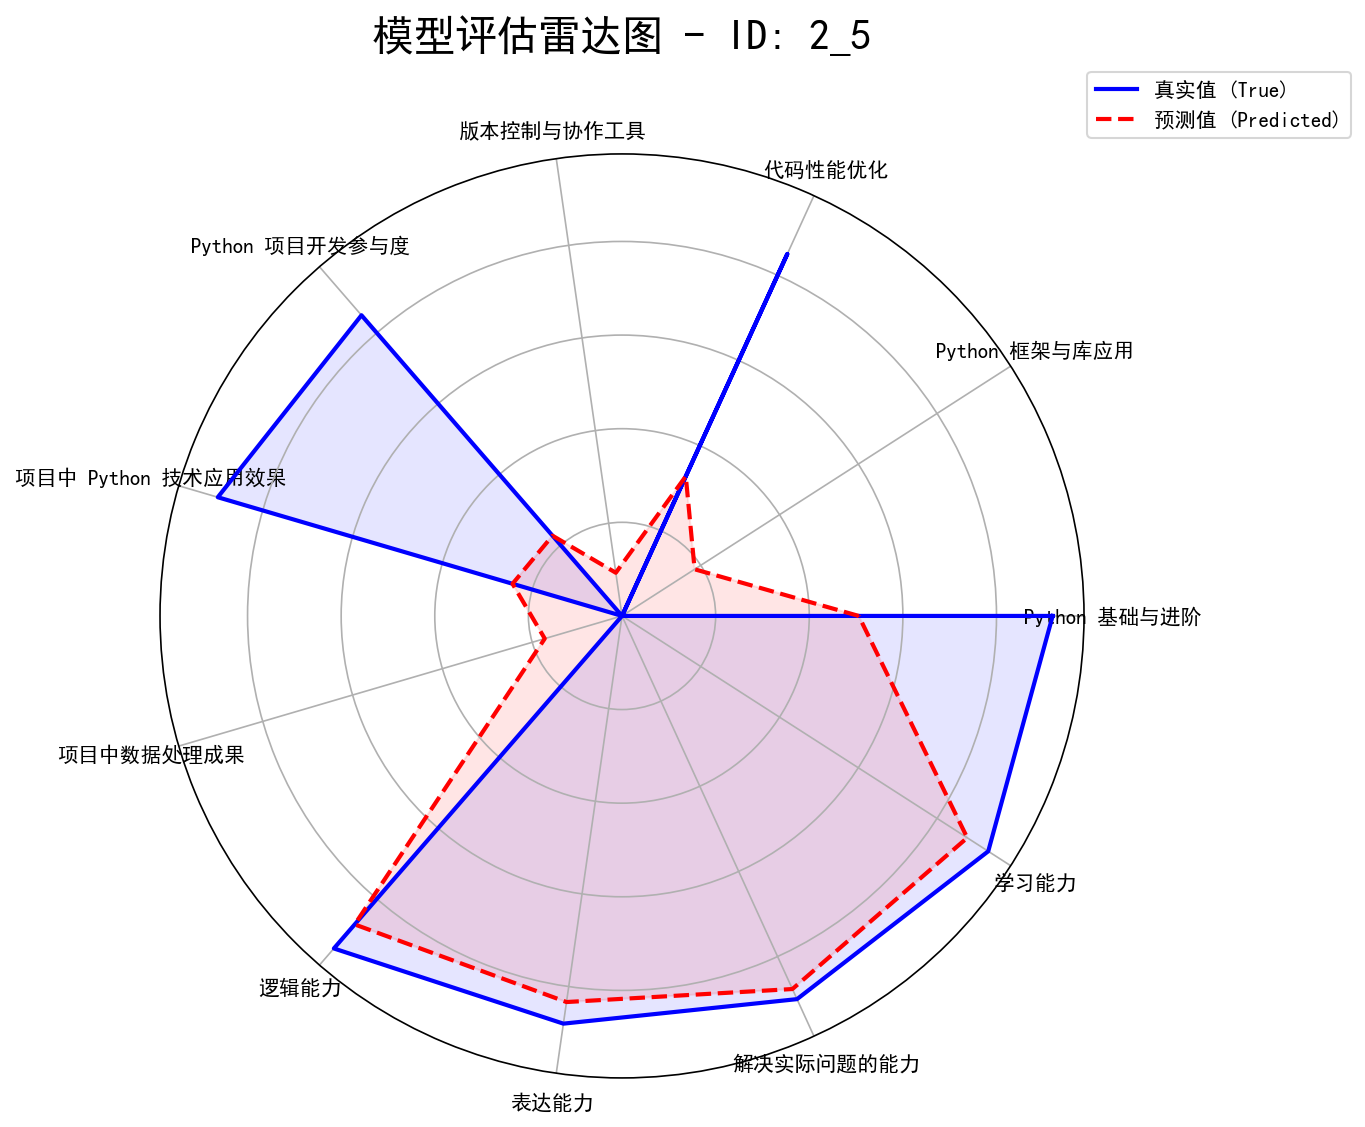 模型评估雷达图 - ID: 2_5
真实值 (True)
预测值 (Predicted)
版本控制与协作工具
代码性能优化
Python 项目开发参与度
Python 框架与库应用
项目中 Python 技术应用效果
Python 基础与进阶
项目中数据处理成果
学习能力
逻辑能力
解决实际问题的能力
表达能力